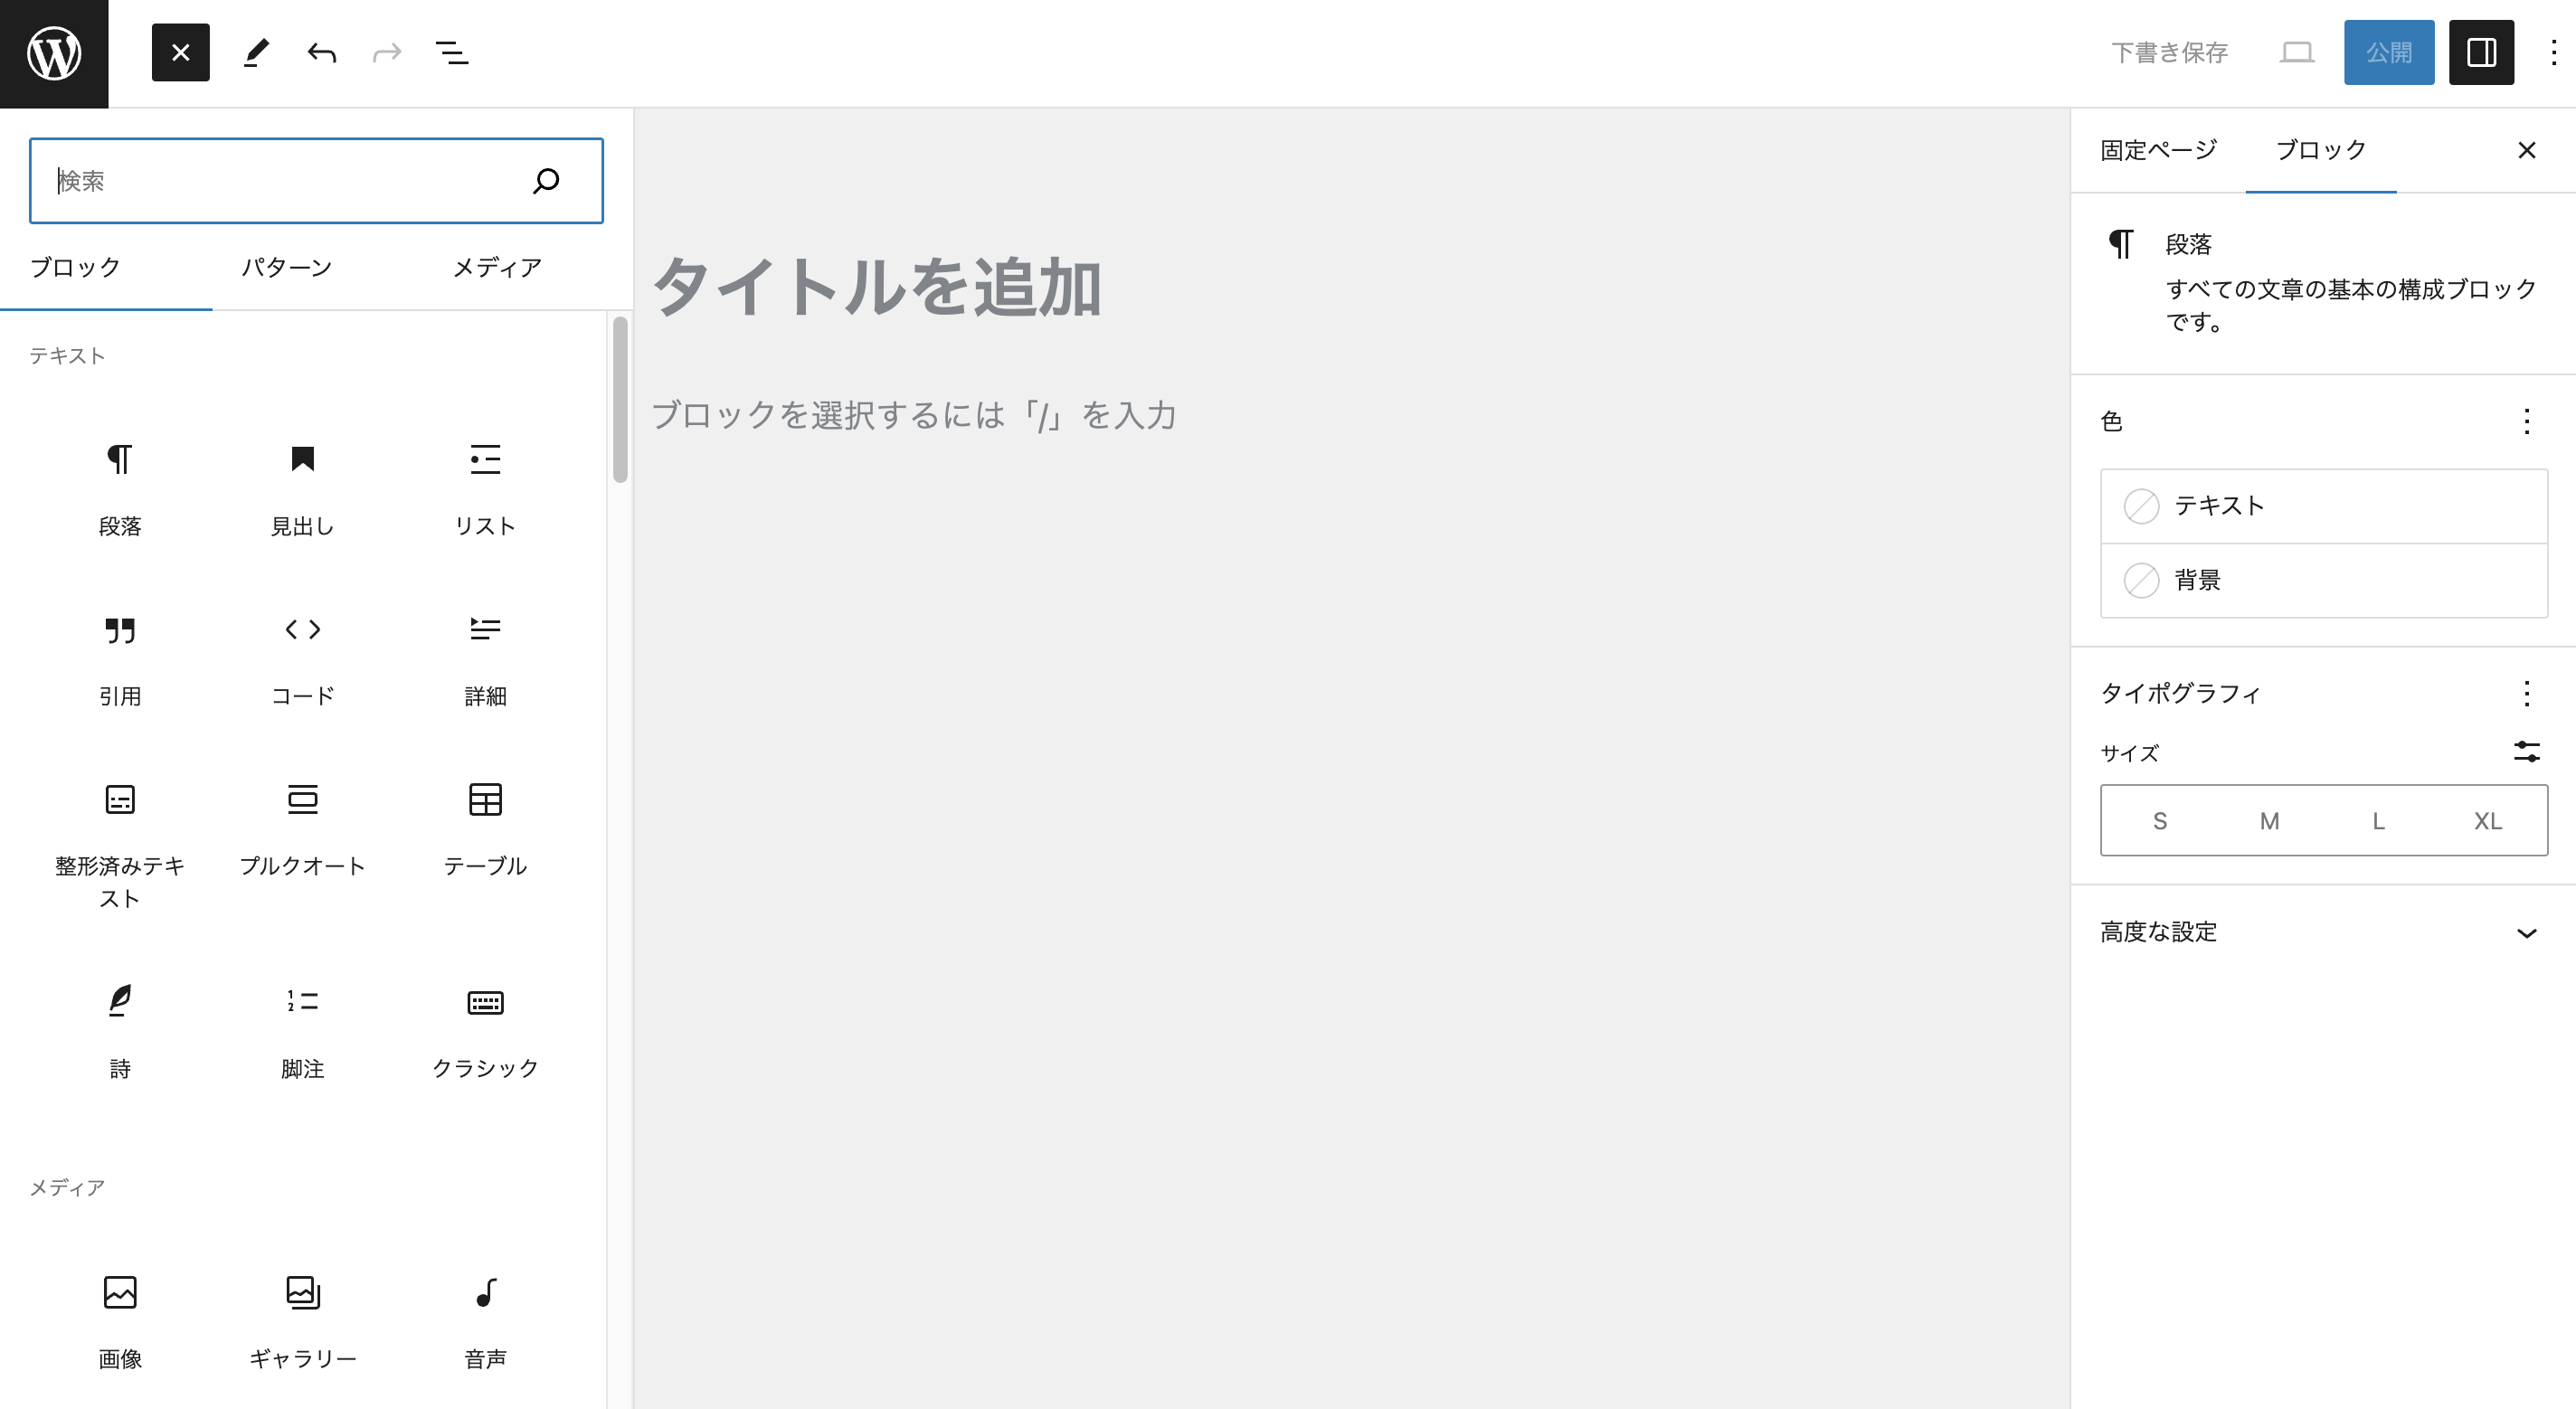 下書き保存
公開
検索
ブロック パターン メディア
テキスト
段落 見出し リスト
引用 コード 詳細
整形済みテキ
スト
プルクオート テーブル
詩 脚注 クラシック
メディア
画像 ギャラリー 音声
タイトルを追加
ブロックを選択するには「/」を入力
固定ページ ブロック
段落
すべての文章の基本の構成ブロック
です。
色
テキスト
背景
タイポグラフィ
サイズ
S M L XL
高度な設定